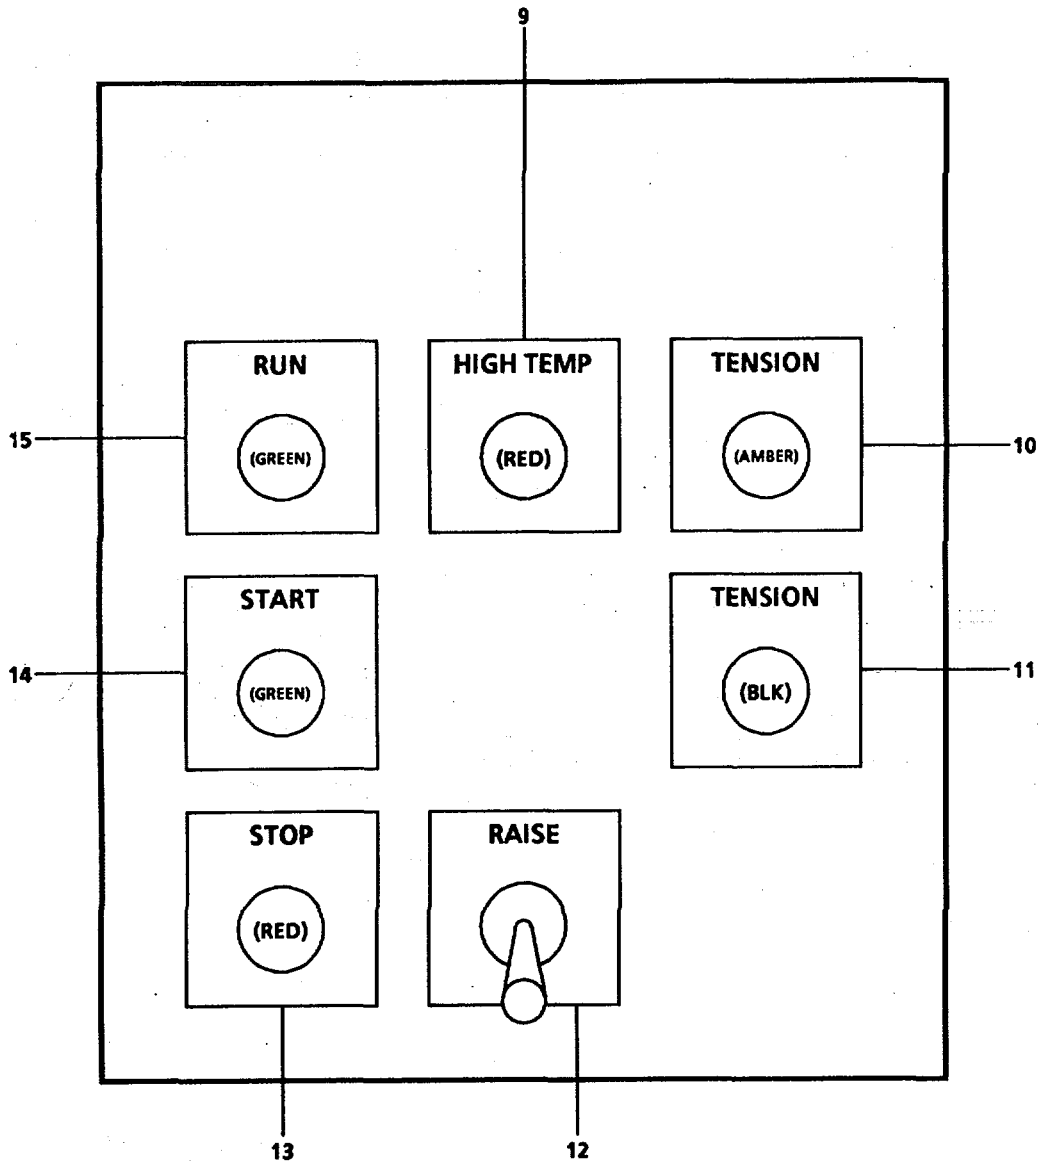 9
RUN
HIGH TEMP
TENSION
15
(GREEN)
(RED)
(AMBER)
10
START
TENSION
14
(GREEN)
(BLK)
11
STOP
RAISE
(RED)
13
12